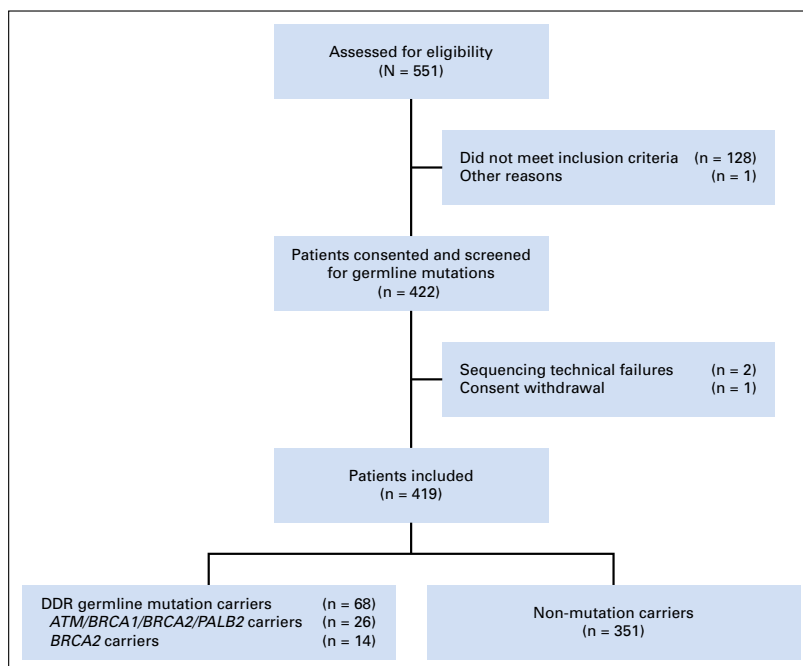 Assessed for eligibility
(N = 551)
Did not meet inclusion criteria (n = 128)
Other reasons (n = 1)
Patients consented and screened
for germline mutations
(n = 422)
Sequencing technical failures (n = 2)
Consent withdrawal (n = 1)
Patients included
(n = 419)
DDR germline mutation carriers (n = 68)
ATM/BRCA1/BRCA2/PALB2 carriers (n = 26)
BRCA2 carriers (n = 14)
Non-mutation carriers
(n = 351)